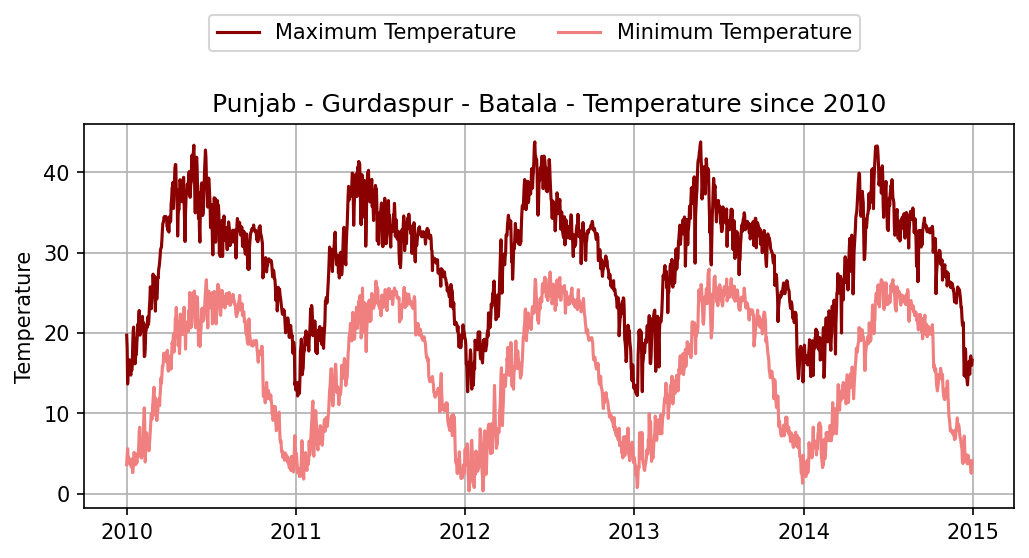 Maximum Temperature
Minimum Temperature
Punjab - Gurdaspur - Batala - Temperature since 2010
Temperature
40
30
20
10
0
2010
2011
2012
2013
2014
2015